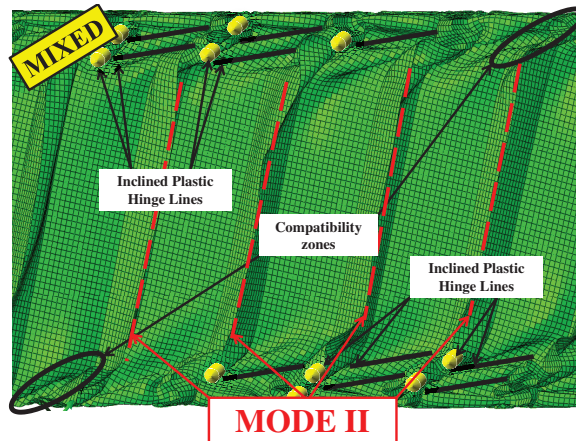 MIXED
Inclined Plastic
Hinge Lines
Compatibility
zones
Inclined Plastic
Hinge Lines
MODE II